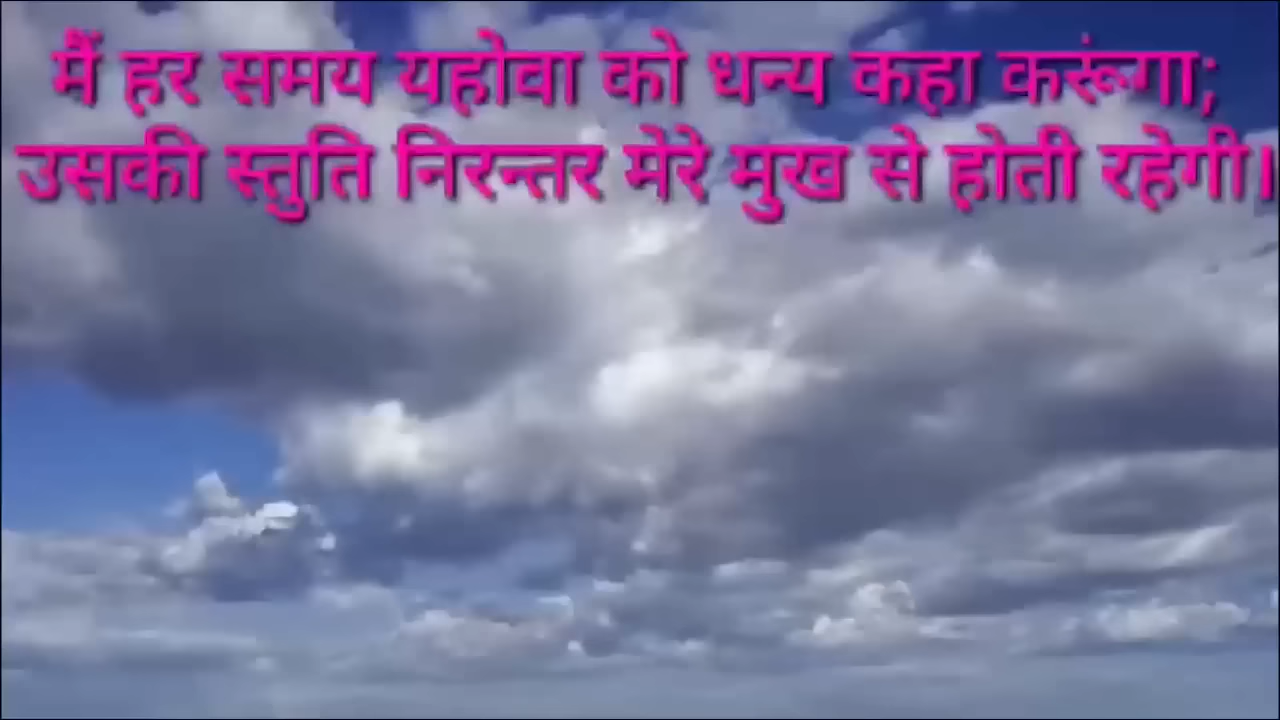 मैं हर समय यहोवा को धन्य कहा करूंगा;
उसकी स्तुति निरन्तर मेरे मुख से होती रहेगी।